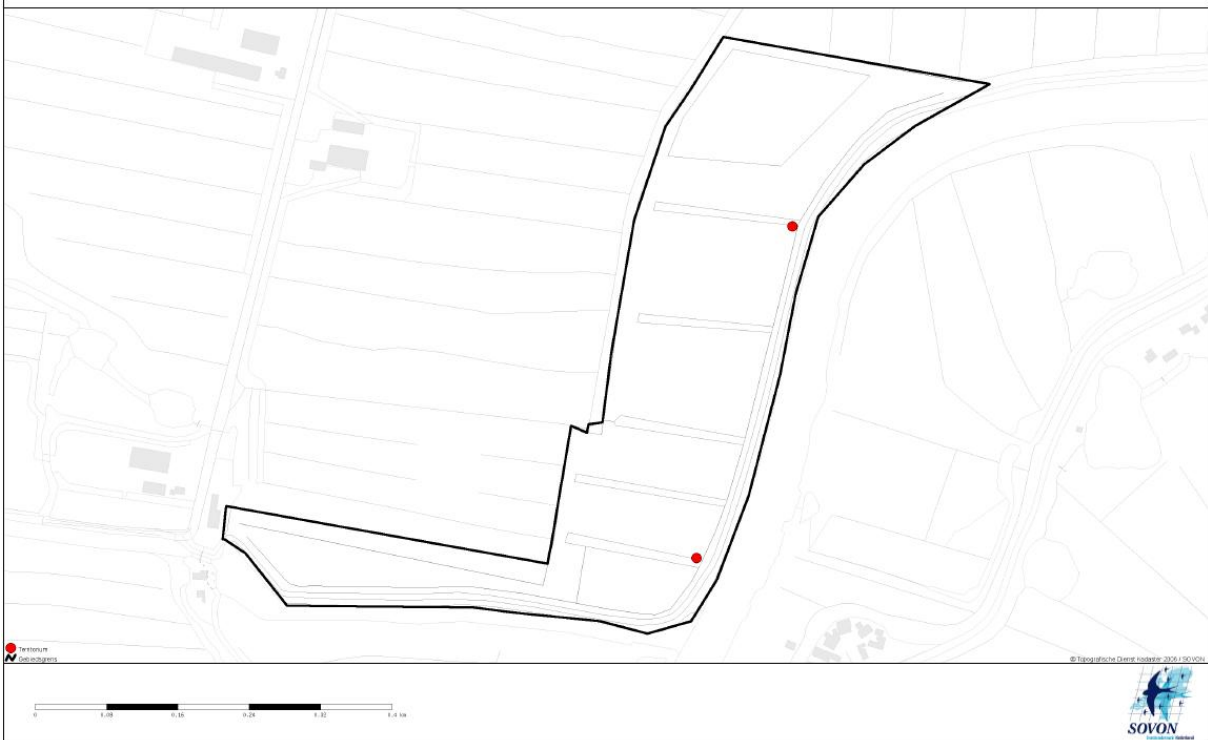 Territorium
Gebiedsgrens
© Topografische Dienst Kadaster 2006 / SOVON
0 0.08 0.16 0.24 0.32 0.4 km
SOVON